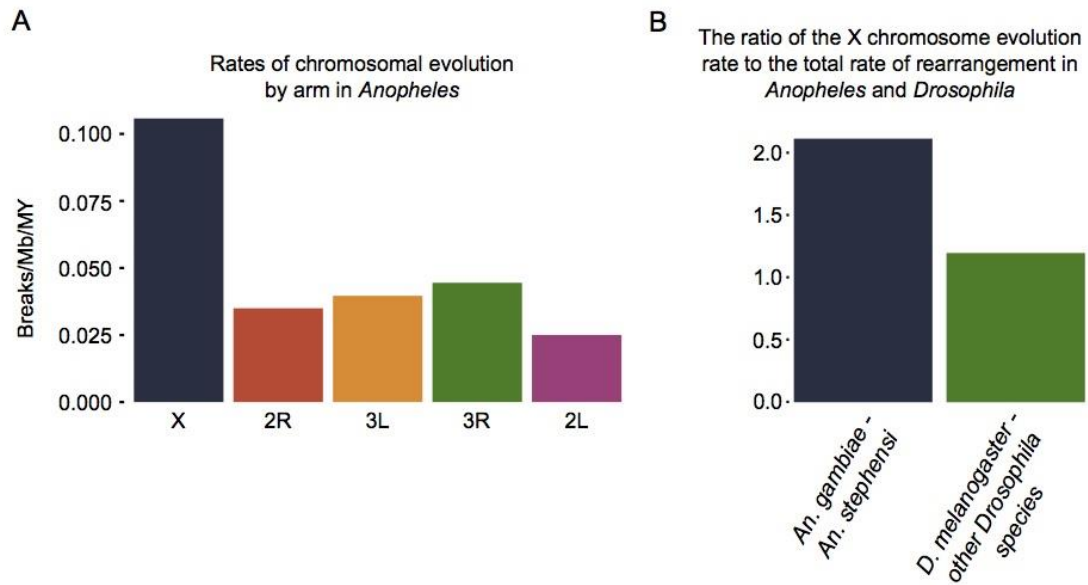 A
Rates of chromosomal evolution
by arm in Anopheles
Breaks/Mb/MY
0.100
0.075
0.050
0.025
0.000
X
2R
3L
3R
2L
B
The ratio of the X chromosome evolution
rate to the total rate of rearrangement in
Anopheles and Drosophila
2.0
1.5
1.0
0.5
0.0
An. gambiae -
An. stephensi
D. melanogaster -
other Drosophila
species